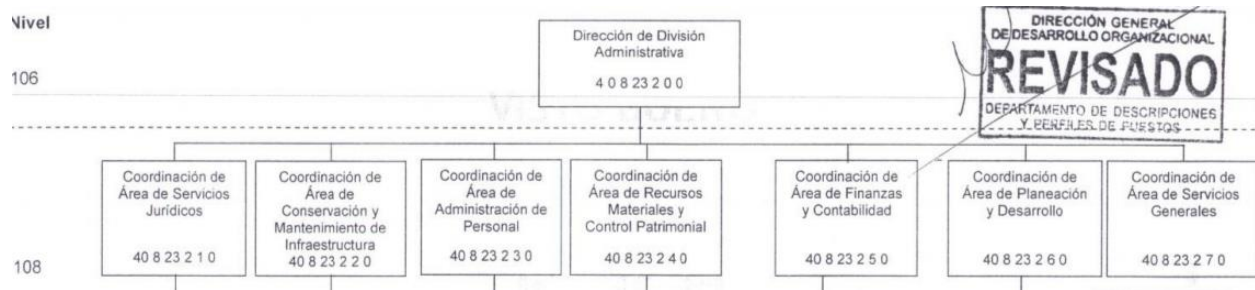 Nivel
Dirección de División
Administrativa
4 0 8 23 2 0 0
106
DIRECCIÓN GENERAL
DE DESARROLLO ORGANIZACIONAL
REVISADO
DEPARTAMENTO DE DESCRIPCIONES
Y PERFILES DE PUESTOS
Coordinación de
Área de Servicios
Jurídicos
40 8 23 2 1 0
Coordinación de
Área de
Conservación y
Mantenimiento de
Infraestructura
40 8 23 2 2 0
Coordinación de
Área de
Administración de
Personal
40 8 23 2 3 0
Coordinación de
Área de Recursos
Materiales y
Control Patrimonial
40 8 23 2 4 0
Coordinación de
Área de Finanzas
y Contabilidad
40 8 23 2 5 0
Coordinación de
Área de Planeación
y Desarrollo
40 8 23 2 6 0
Coordinación de
Área de Servicios
Generales
40 8 23 2 7 0
108